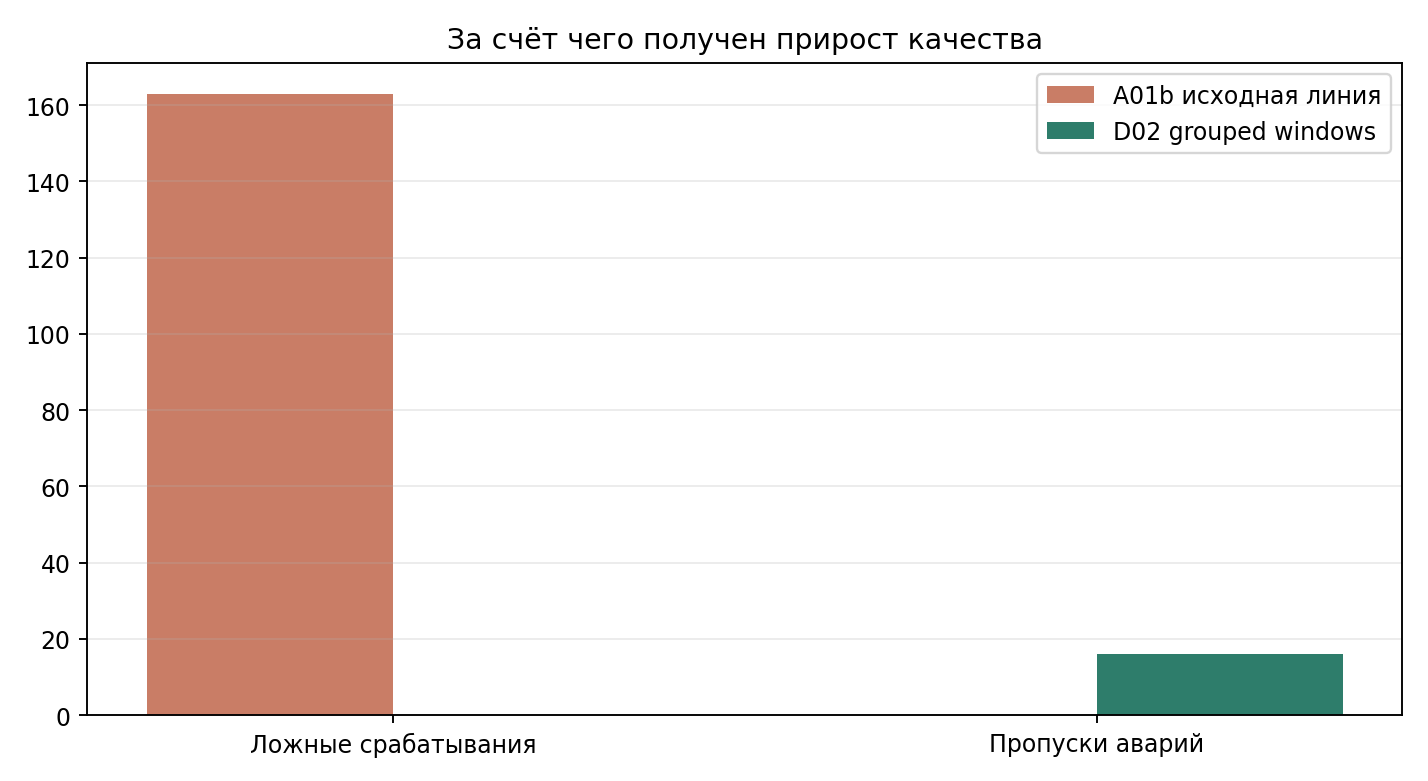 За счёт чего получен прирост качества
A01b исходная линия
D02 grouped windows
160
140
120
100
80
60
40
20
0
Ложные срабатывания
Пропуски аварий